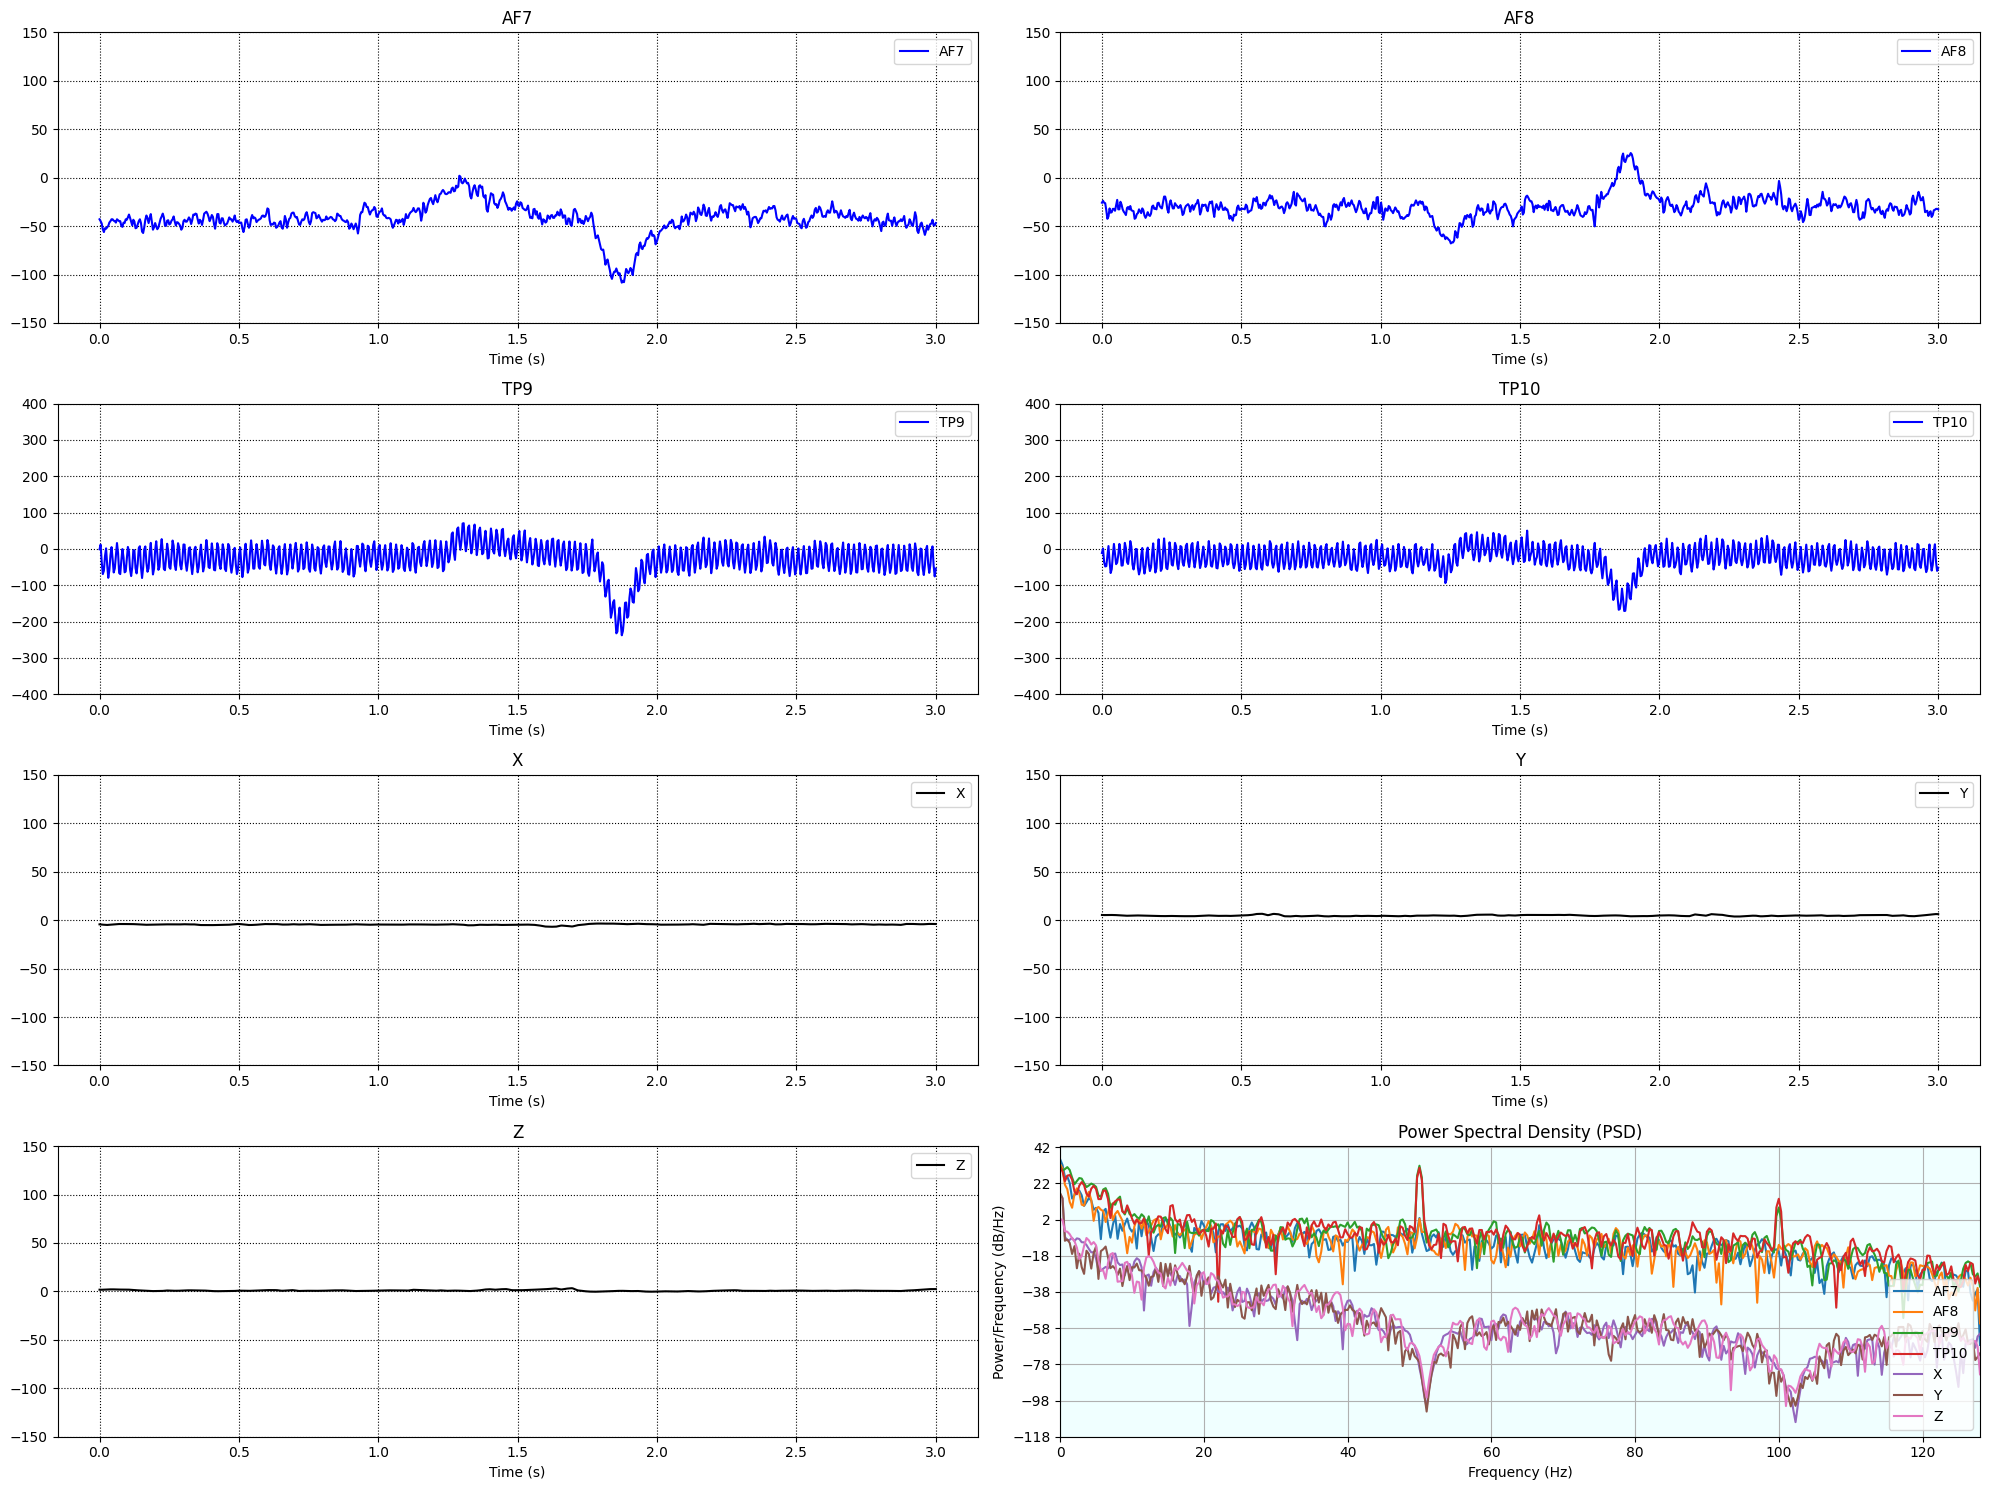 AF7
150
100
50
0
−50
−100
−150
0.0 0.5 1.0 1.5 2.0 2.5 3.0
Time (s)
AF7
AF8
150
100
50
0
−50
−100
−150
0.0 0.5 1.0 1.5 2.0 2.5 3.0
Time (s)
AF8
TP9
400
300
200
100
0
−100
−200
−300
−400
0.0 0.5 1.0 1.5 2.0 2.5 3.0
Time (s)
TP9
TP10
400
300
200
100
0
−100
−200
−300
−400
0.0 0.5 1.0 1.5 2.0 2.5 3.0
Time (s)
TP10
X
150
100
50
0
−50
−100
−150
0.0 0.5 1.0 1.5 2.0 2.5 3.0
Time (s)
X
Y
150
100
50
0
−50
−100
−150
0.0 0.5 1.0 1.5 2.0 2.5 3.0
Time (s)
Y
Z
150
100
50
0
−50
−100
−150
0.0 0.5 1.0 1.5 2.0 2.5 3.0
Time (s)
Z
Power Spectral Density (PSD)
Power/Frequency (dB/Hz)
42
22
2
−18
−38
−58
−78
−98
−118
0 20 40 60 80 100 120
Frequency (Hz)
AF7
AF8
TP9
TP10
X
Y
Z